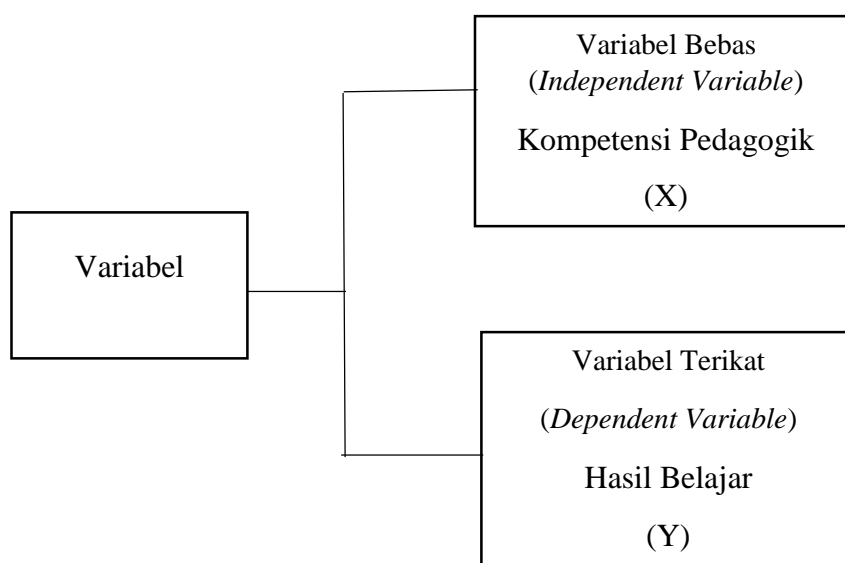 Variabel Bebas
(Independent Variable)
Kompetensi Pedagogik
(X)
Variabel
Variabel Terikat
(Dependent Variable)
Hasil Belajar
(Y)